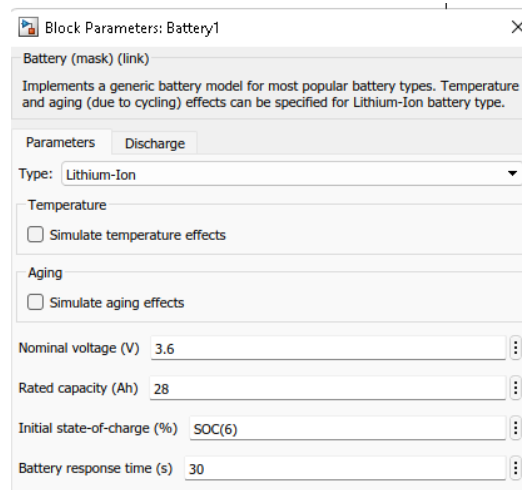 Block Parameters: Battery1
Battery (mask) (link)
Implements a generic battery model for most popular battery types. Temperature
and aging (due to cycling) effects can be specified for Lithium-Ion battery type.
Parameters Discharge
Type: Lithium-Ion
Temperature
Simulate temperature effects
Aging
Simulate aging effects
Nominal voltage (V) 3.6
Rated capacity (Ah) 28
Initial state-of-charge (%) SOC(6)
Battery response time (s) 30